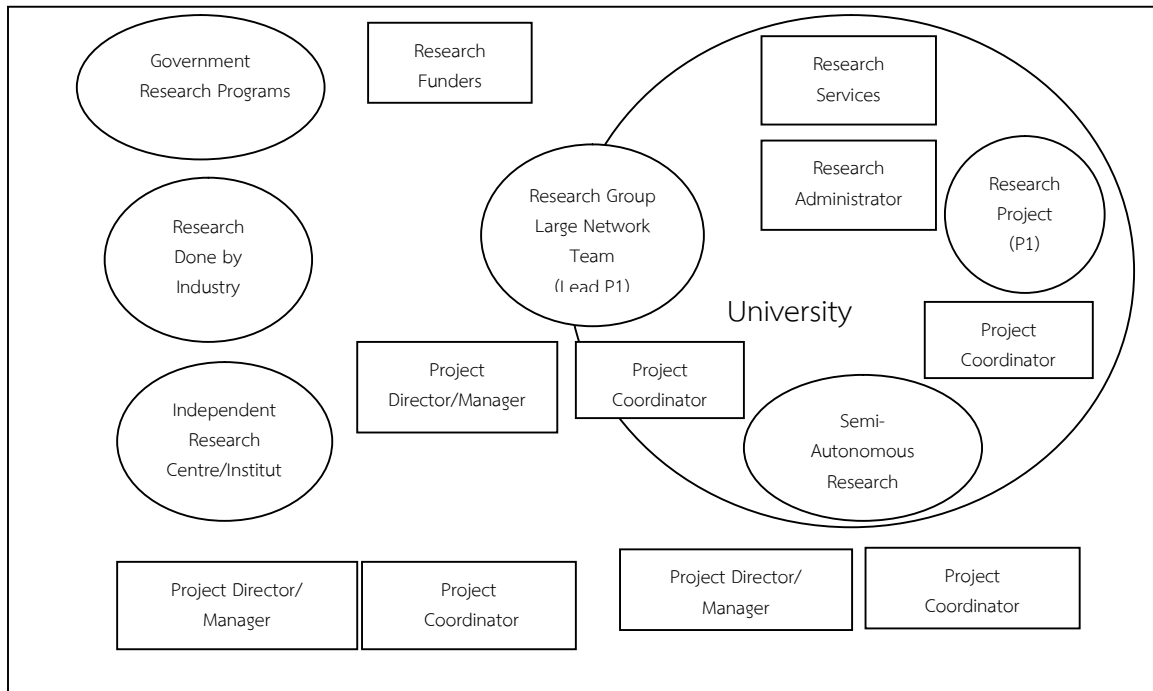 Government
Research Programs
Research
Funders
Research
Services
Research
Administrator
Research
Project
(P1)
Research Group
Large Network
Team
(Lead P1)
Research
Done by
Industry
University
Project
Coordinator
Project
Director/Manager
Project
Coordinator
Independent
Research
Centre/Institut
Semi-
Autonomous
Research
Project Director/
Manager
Project
Coordinator
Project Director/
Manager
Project
Coordinator